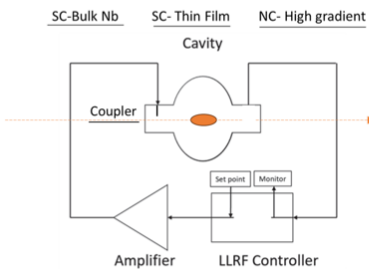 SC-Bulk Nb SC- Thin Film NC- High gradient
Cavity
Coupler
Set point Monitor
Amplifier LLRF Controller